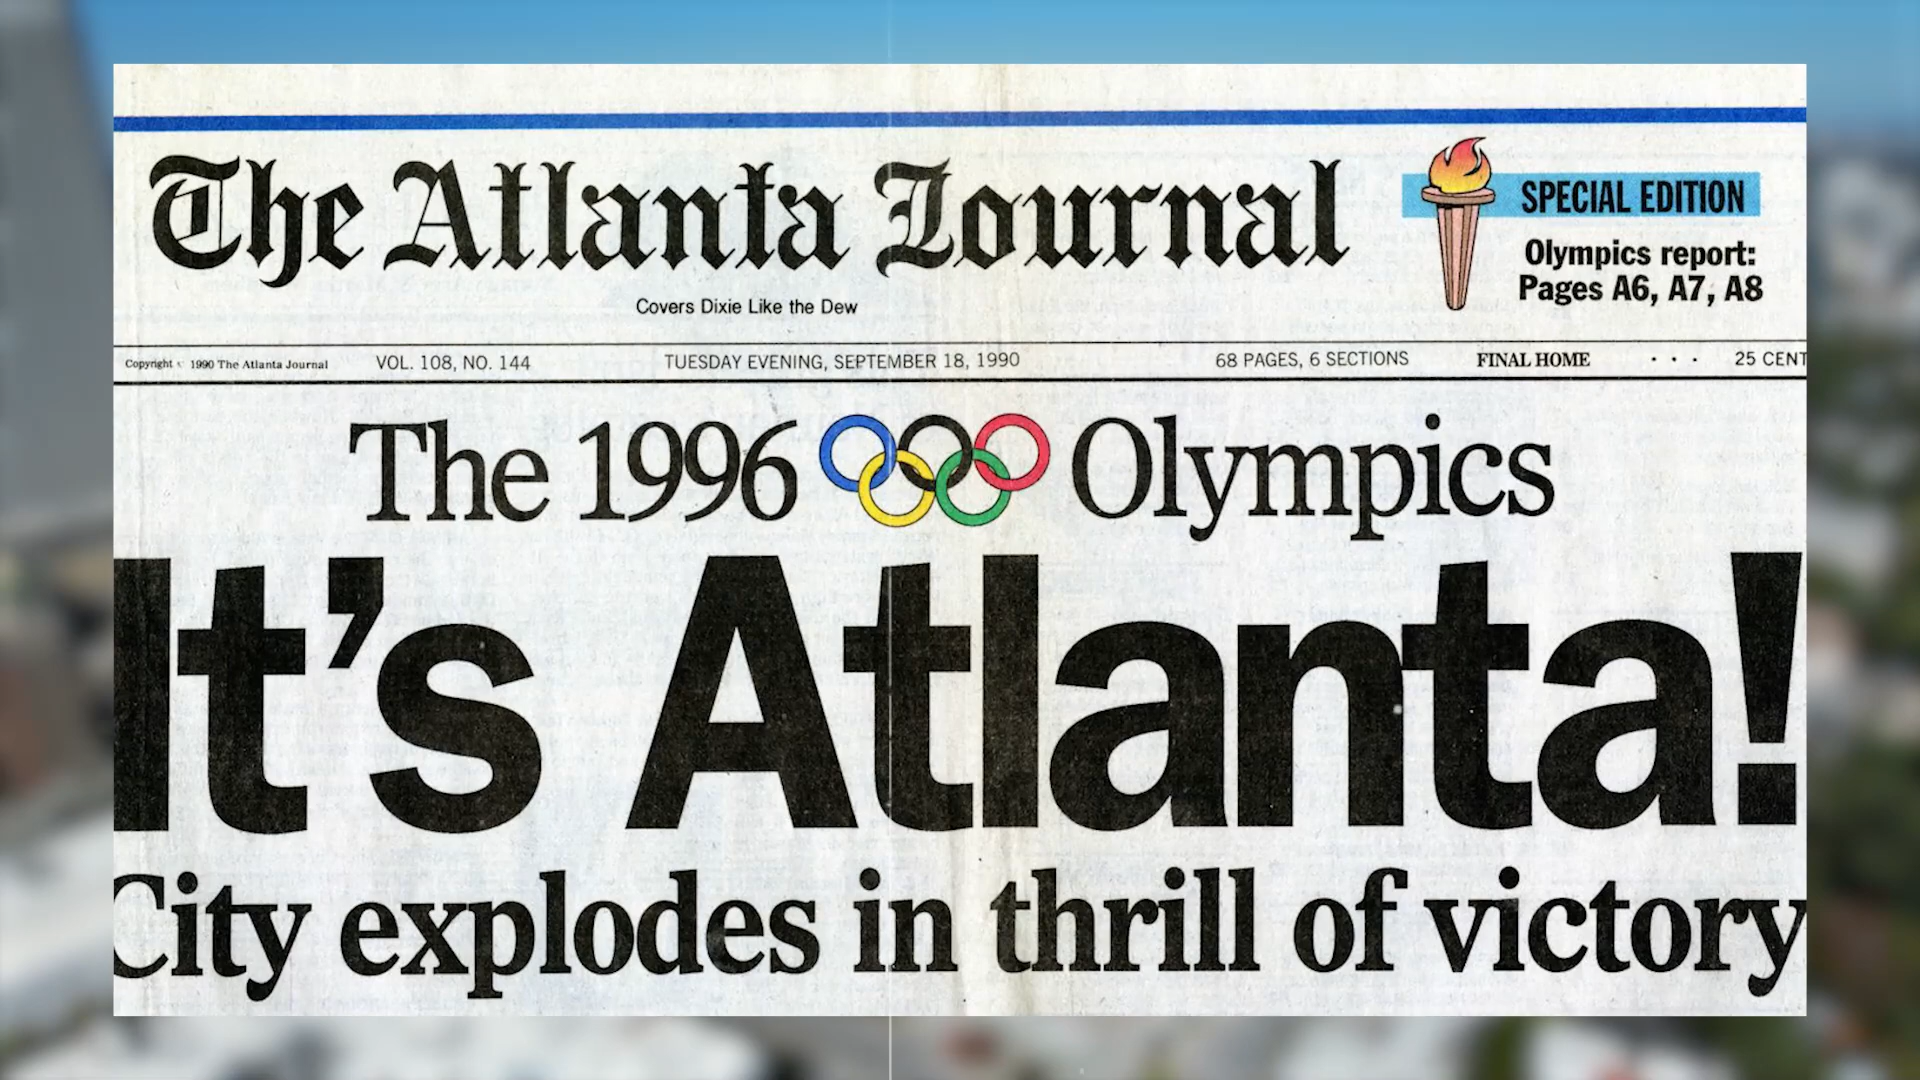 The Atlanta Journal
SPECIAL EDITION
Olympics report:
Pages A6, A7, A8
Covers Dixie Like the Dew
Copyright © 1990 The Atlanta Journal VOL. 108, NO. 144 TUESDAY EVENING, SEPTEMBER 18, 1990 68 PAGES, 6 SECTIONS FINAL HOME • • • 25 CENT
The 1996 Olympics
It's Atlanta!
City explodes in thrill of victory